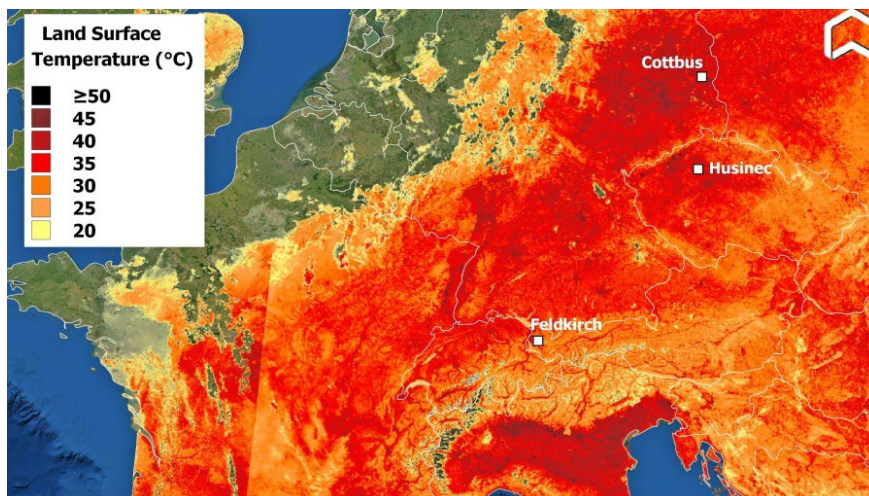 Land Surface
Temperature (°C)
≥50
45
40
35
30
25
20
Cottbus
Husinec
Feldkirch